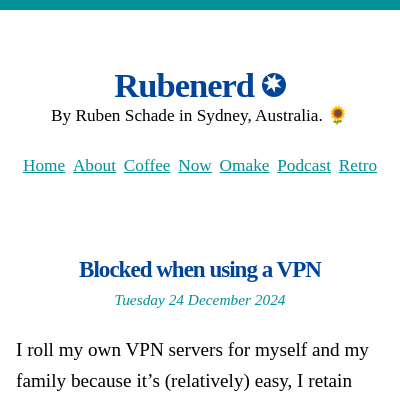 Rubenerd ✪
By Ruben Schade in Sydney, Australia. 🌻
Home About Coffee Now Omake Podcast Retro
Blocked when using a VPN
Tuesday 24 December 2024
I roll my own VPN servers for myself and my
family because it’s (relatively) easy, I retain